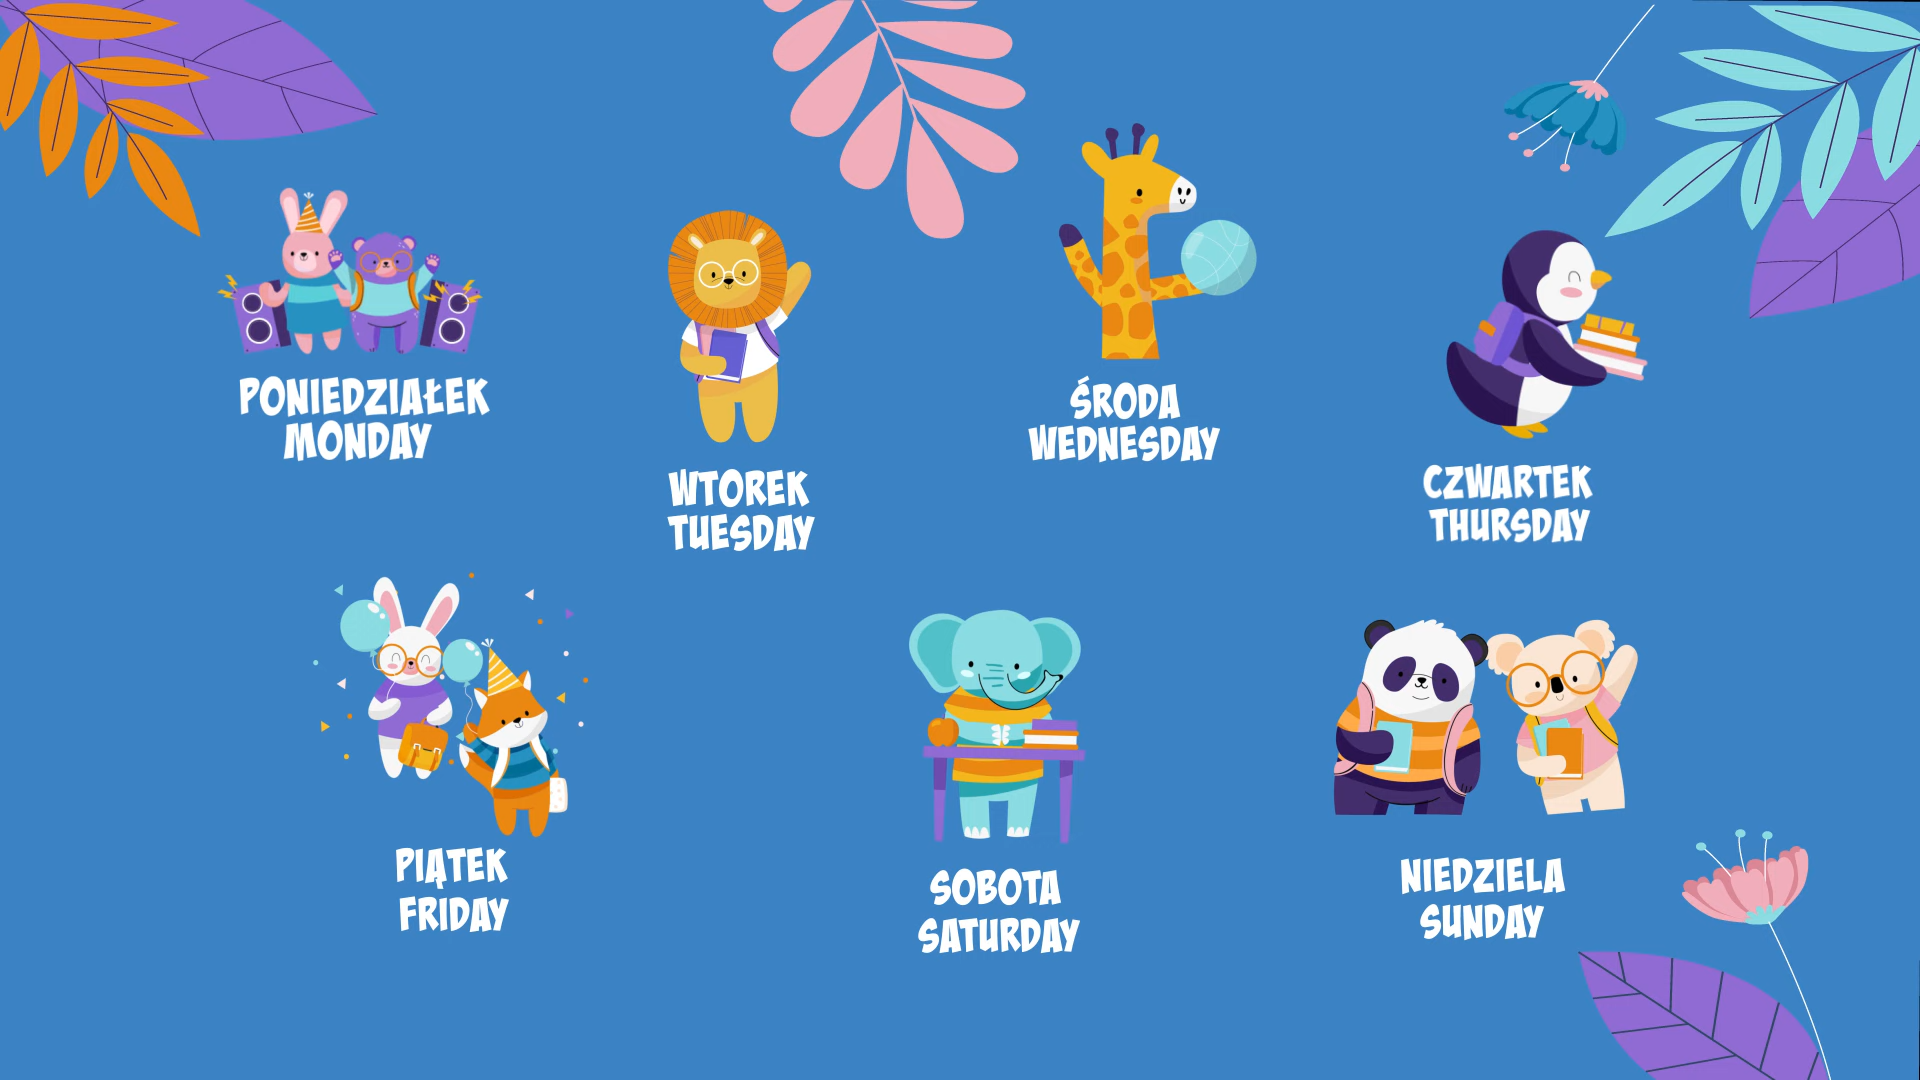 PONIEDZIAŁEK
MONDAY
WTOREK
TUESDAY
ŚRODA
WEDNESDAY
CZWARTEK
THURSDAY
PIĄTEK
FRIDAY
SOBOTA
SATURDAY
NIEDZIELA
SUNDAY